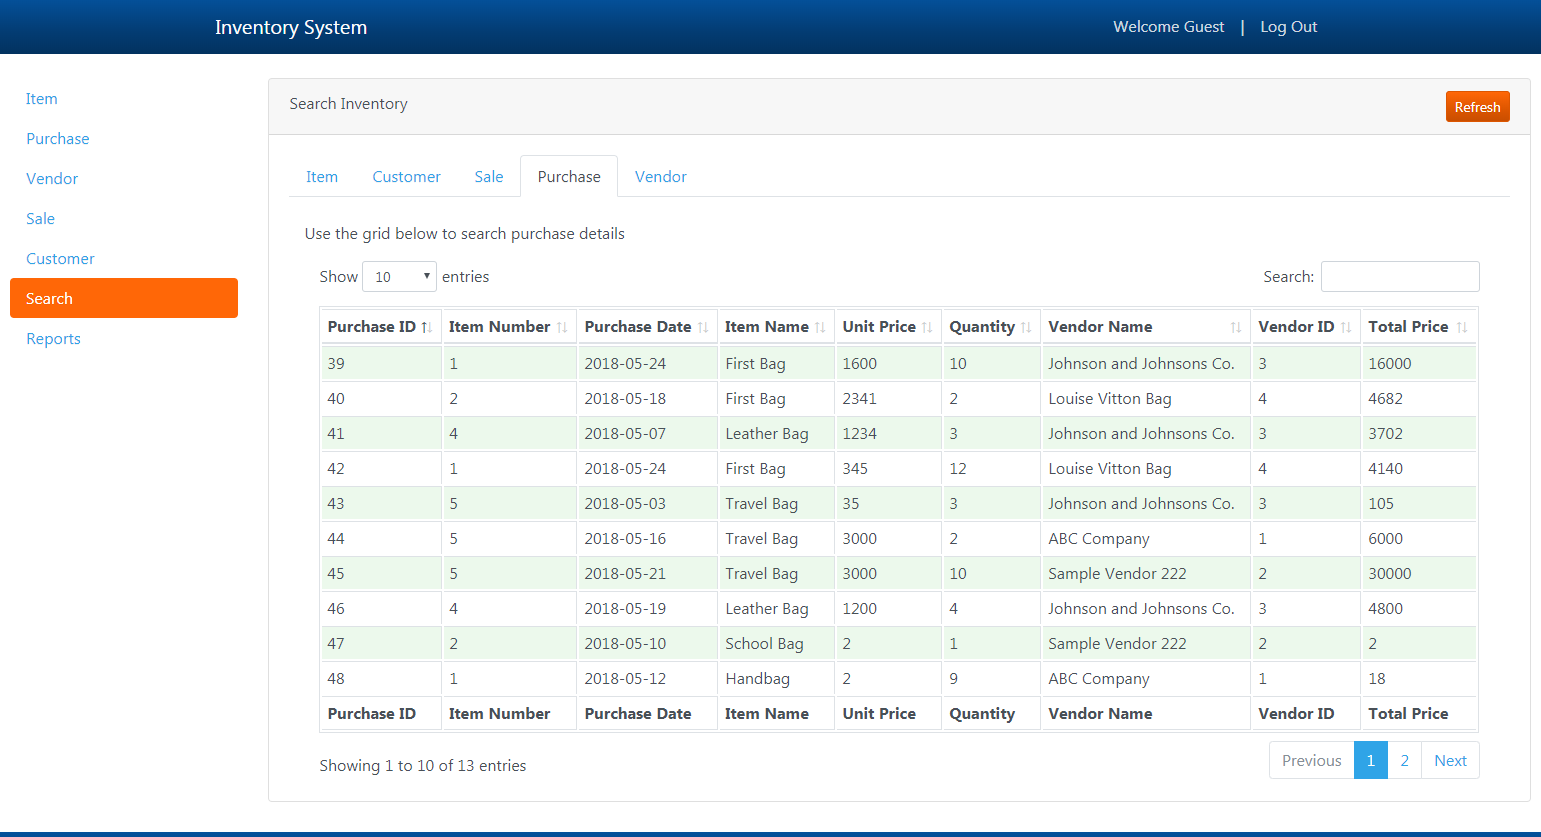 Inventory System Welcome Guest | Log Out
Item
Purchase
Vendor
Sale
Customer
Search
Reports
Search Inventory Refresh
Item Customer Sale Purchase Vendor
Use the grid below to search purchase details
Show 10 entries Search:
Purchase ID Item Number Purchase Date Item Name Unit Price Quantity Vendor Name Vendor ID Total Price
39 1 2018-05-24 First Bag 1600 10 Johnson and Johnsons Co. 3 16000
40 2 2018-05-18 First Bag 2341 2 Louise Vitton Bag 4 4682
41 4 2018-05-07 Leather Bag 1234 3 Johnson and Johnsons Co. 3 3702
42 1 2018-05-24 First Bag 345 12 Louise Vitton Bag 4 4140
43 5 2018-05-03 Travel Bag 35 3 Johnson and Johnsons Co. 3 105
44 5 2018-05-16 Travel Bag 3000 2 ABC Company 1 6000
45 5 2018-05-21 Travel Bag 3000 10 Sample Vendor 222 2 30000
46 4 2018-05-19 Leather Bag 1200 4 Johnson and Johnsons Co. 3 4800
47 2 2018-05-10 School Bag 2 1 Sample Vendor 222 2 2
48 1 2018-05-12 Handbag 2 9 ABC Company 1 18
Purchase ID Item Number Purchase Date Item Name Unit Price Quantity Vendor Name Vendor ID Total Price
Showing 1 to 10 of 13 entries Previous 1 2 Next